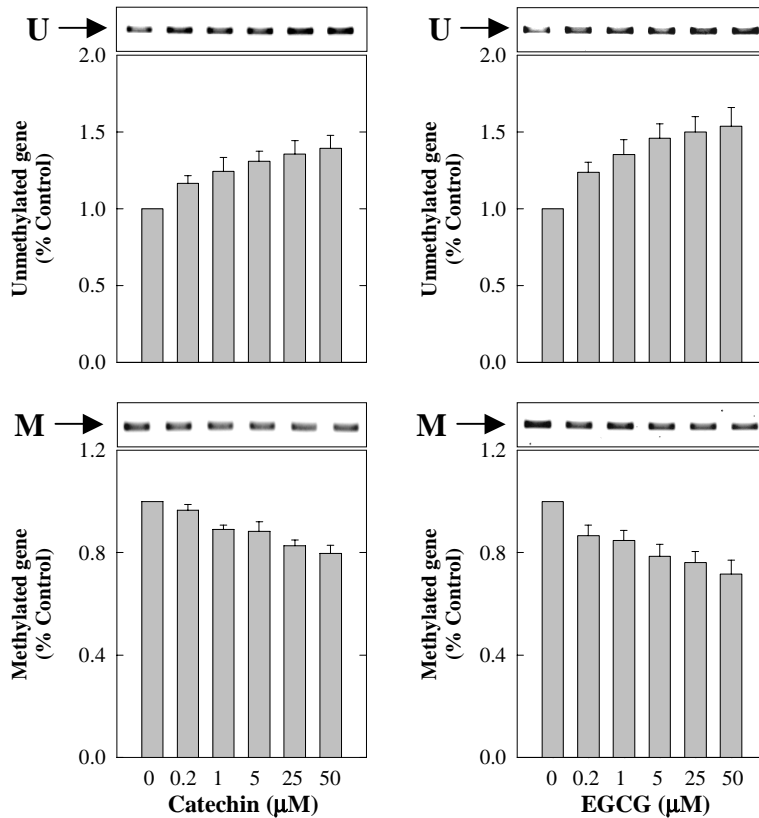 U
2.0
1.5
1.0
0.5
0.0
Unmethylated gene
(% Control)
U
2.0
1.5
1.0
0.5
0.0
Unmethylated gene
(% Control)
M
1.2
0.8
0.4
0.0
Methylated gene
(% Control)
0 0.2 1 5 25 50
Catechin (μM)
M
1.2
0.8
0.4
0.0
Methylated gene
(% Control)
0 0.2 1 5 25 50
EGCG (μM)